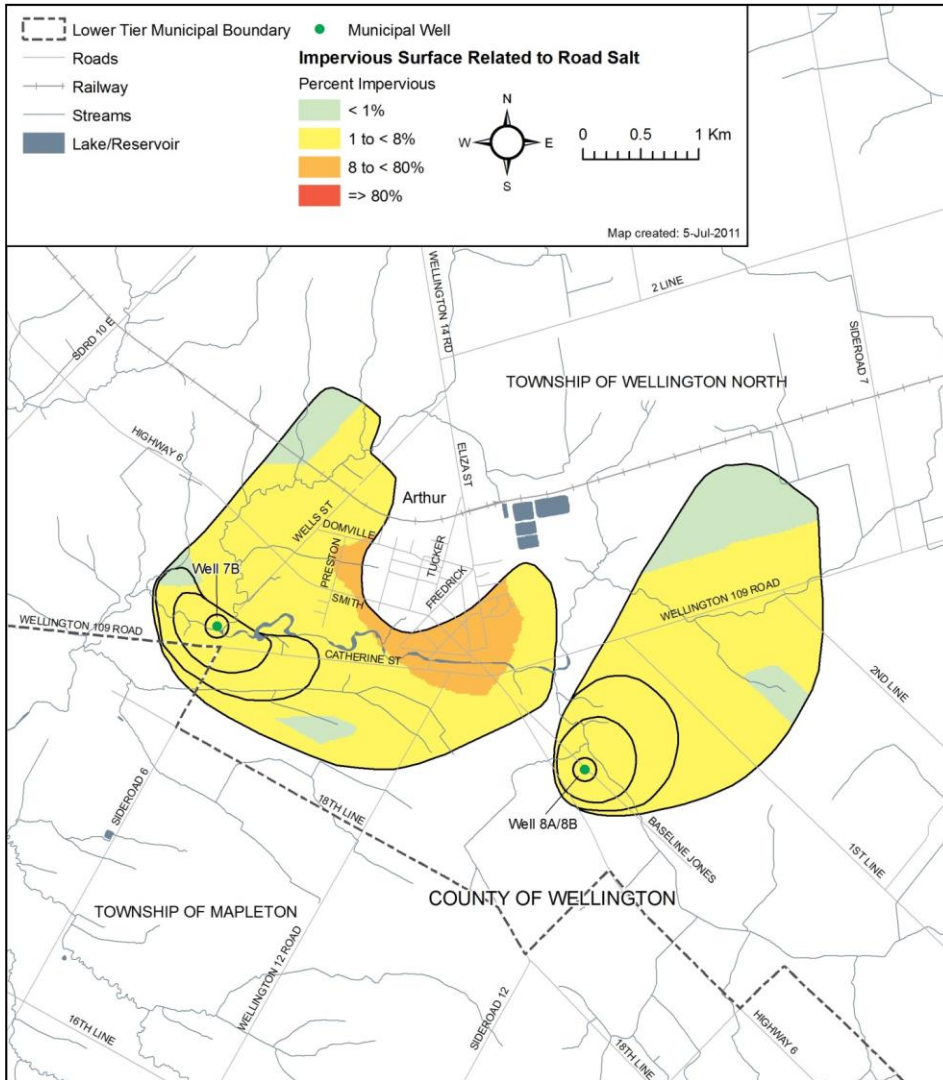 Lower Tier Municipal Boundary
Roads
Railway
Streams
Lake/Reservoir
Municipal Well
Impervious Surface Related to Road Salt
Percent Impervious
< 1%
1 to < 8%
8 to < 80%
=> 80%
N
W E
S
0 0.5 1 Km
Map created: 5-Jul-2011
WELLINGTON 14 RD
2 LINE
SDRD 10 E
SIDEROAD 7
TOWNSHIP OF WELLINGTON NORTH
HIGHWAY 6
ELIZA ST
Arthur
WELLS ST
DOMVILLE
TUCKER
PRESTON
FREDRICK
Well 7B
SMITH
WELLINGTON 109 ROAD
WELLINGTON 109 ROAD
CATHERINE ST
2ND LINE
SIDEROAD 6
18TH LINE
Well 8A/8B
BASELINE JONES
1ST LINE
COUNTY OF WELLINGTON
TOWNSHIP OF MAPLETON
WELLINGTON 12 ROAD
SIDEROAD 12
16TH LINE
18TH LINE
HIGHWAY 6